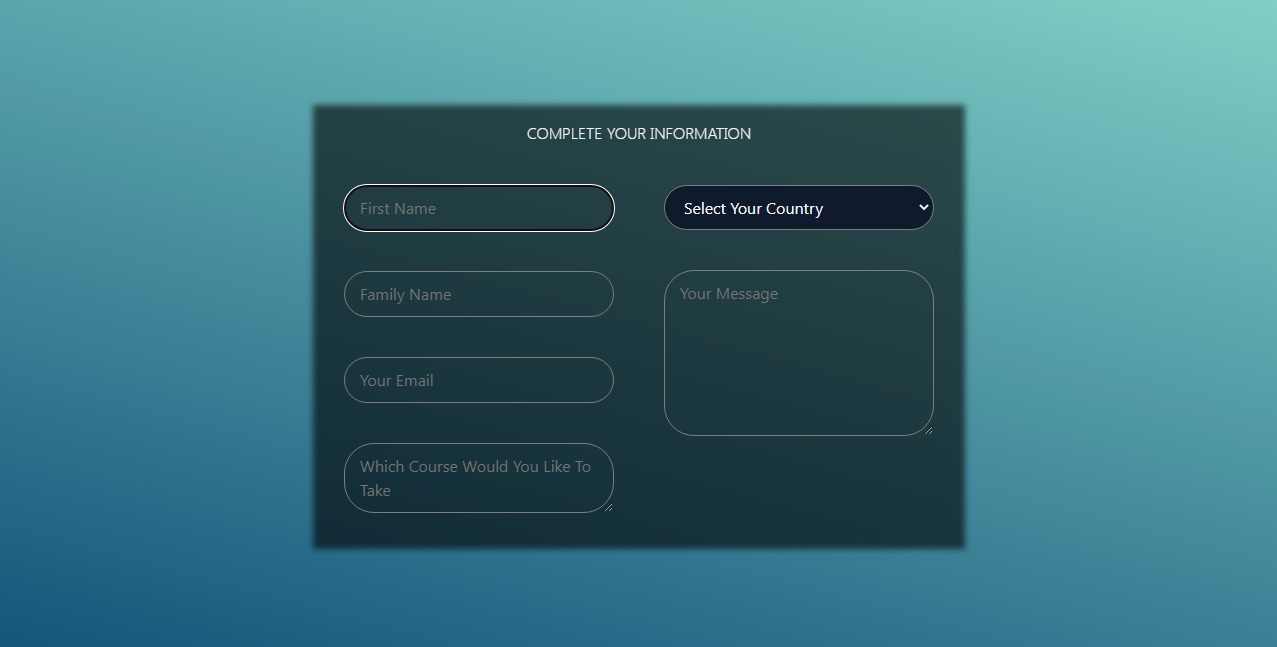 COMPLETE YOUR INFORMATION
First Name
Select Your Country
Family Name
Your Message
Your Email
Which Course Would You Like To
Take